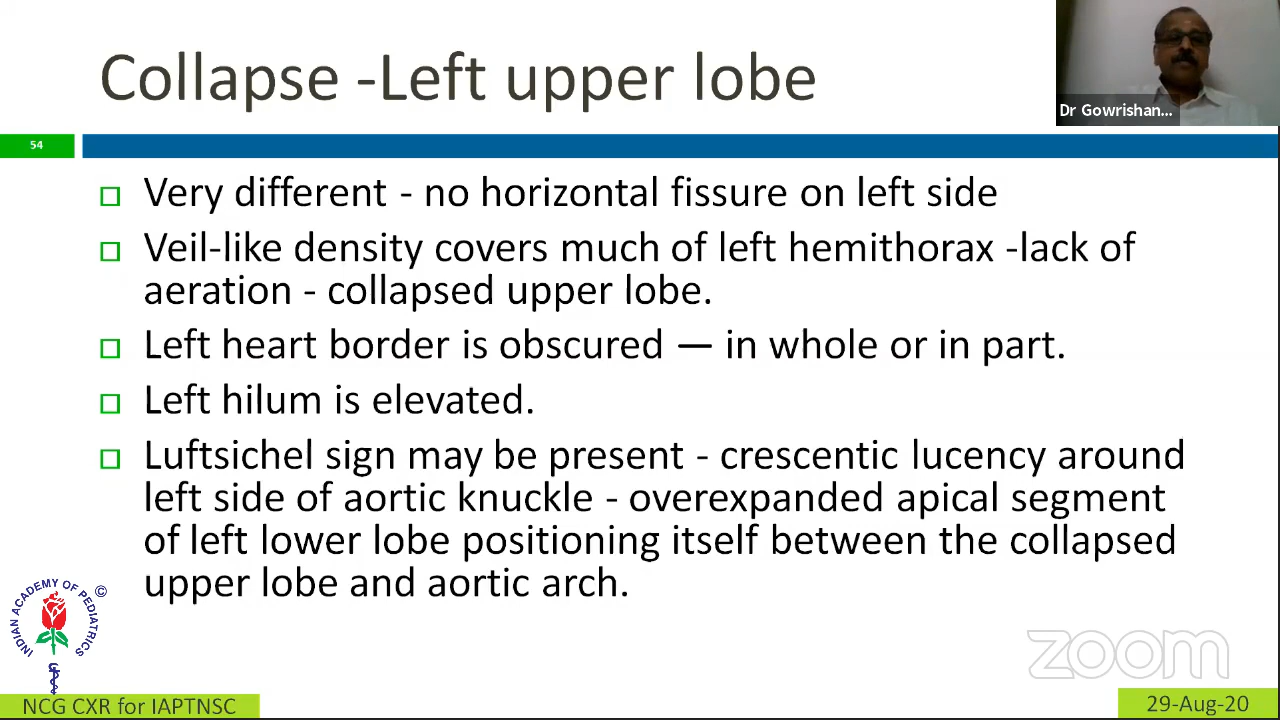 Collapse -Left upper lobe
Dr Gowrishan...
54
Very different - no horizontal fissure on left side
Veil-like density covers much of left hemithorax -lack of
aeration - collapsed upper lobe.
Left heart border is obscured — in whole or in part.
Left hilum is elevated.
Luftsichel sign may be present - crescentic lucency around
left side of aortic knuckle - overexpanded apical segment
of left lower lobe positioning itself between the collapsed
upper lobe and aortic arch.
INDIAN ACADEMY OF PEDIATRICS
©
zoom
NCG CXR for IAPTNSC
29-Aug-20